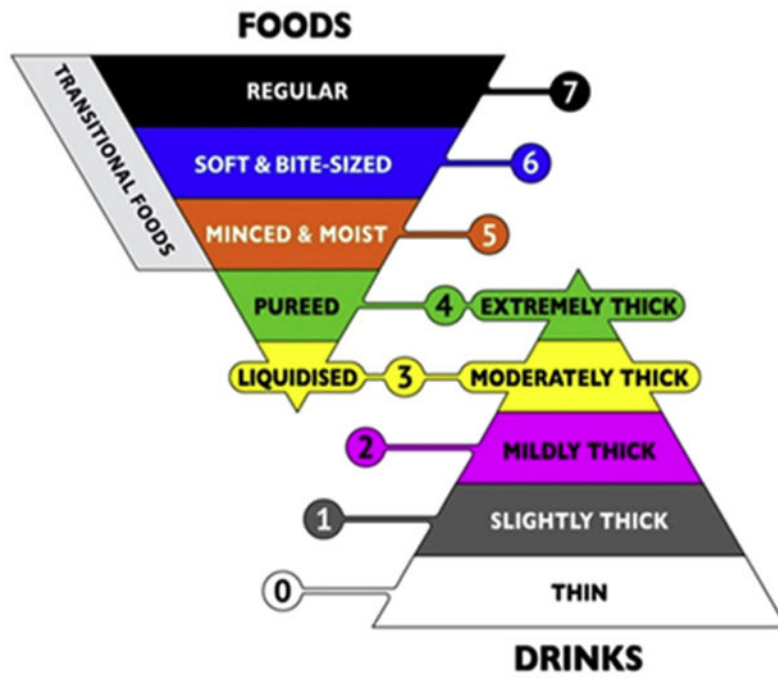 FOODS
TRANSITIONAL FOODS
REGULAR 7
SOFT & BITE-SIZED 6
MINCED & MOIST 5
PUREED 4 EXTREMELY THICK
LIQUIDISED 3 MODERATELY THICK
2 MILDLY THICK
1 SLIGHTLY THICK
0 THIN
DRINKS